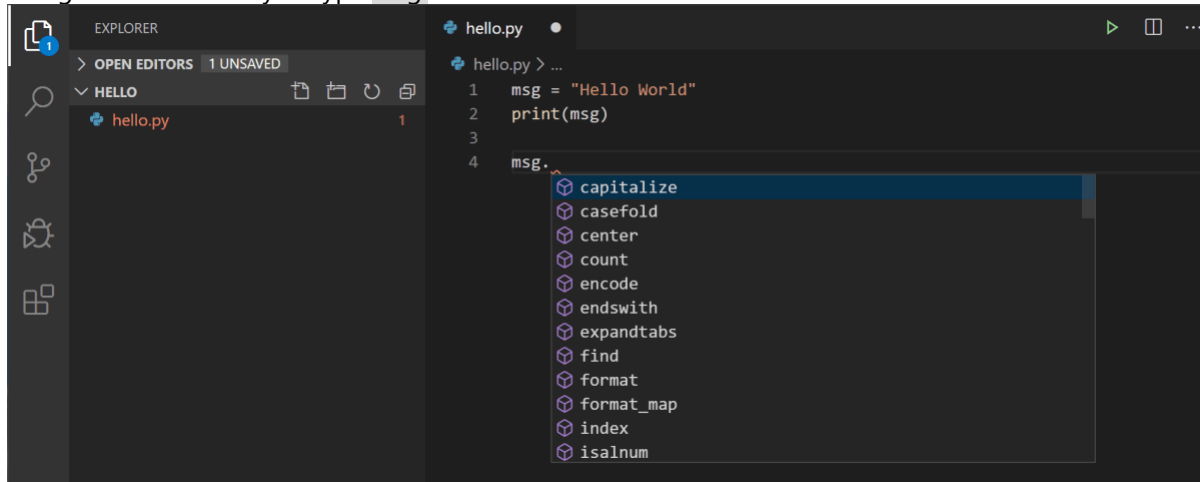 1
EXPLORER
OPEN EDITORS 1 UNSAVED
HELLO
hello.py 1
hello.py
hello.py > ...
1 msg = "Hello World"
2 print(msg)
3
4 msg.
capitalize
casefold
center
count
encode
endswith
expandtabs
find
format
format_map
index
isalnum